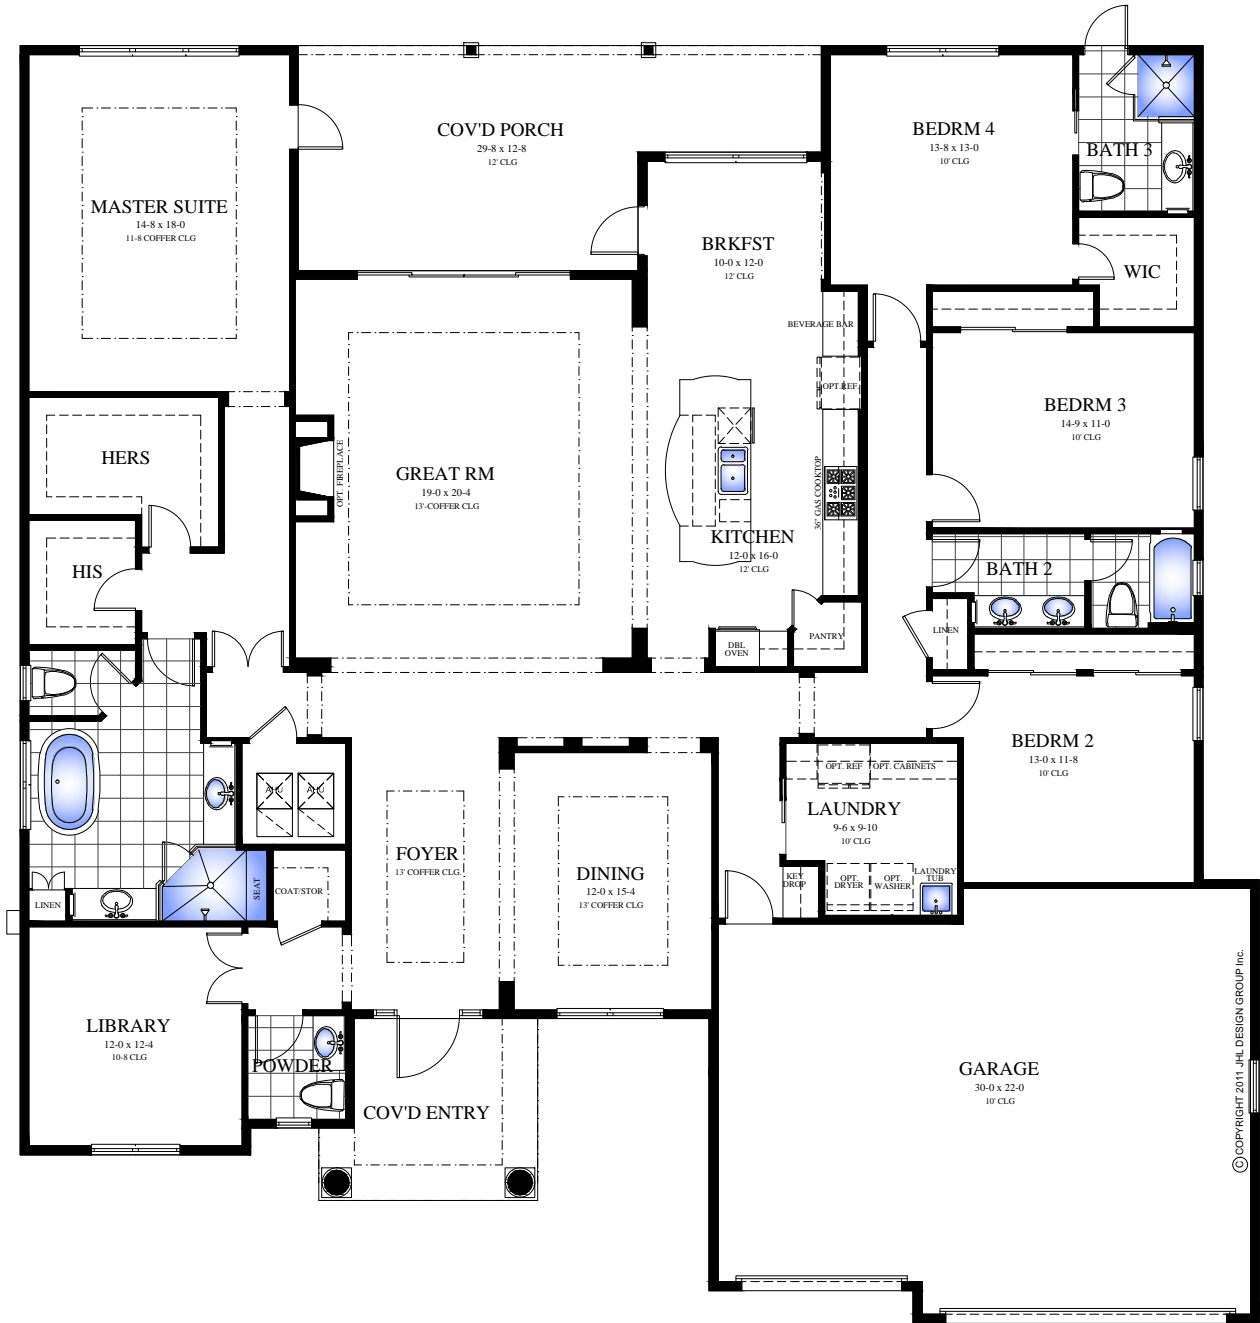 COV'D PORCH
29-8 x 12-8
12' CLG
BEDRM 4
13-8 x 13-0
10' CLG
BATH 3
MASTER SUITE
14-8 x 18-0
11-8 COFFER CLG
BRKFST
10-0 x 12-0
12' CLG
WIC
BEVERAGE BAR
OPT.REF.
BEDRM 3
14-9 x 11-0
10' CLG
HERS
OPT. FIREPLACE
GREAT RM
19-0 x 20-4
13'-COFFER CLG
36" GAS COOKTOP
KITCHEN
12-0 x 16-0
12' CLG
HIS
BATH 2
LINEN
DBL
OVEN
PANTRY
BEDRM 2
13-0 x 11-8
10' CLG
OPT. REF
OPT. CABINETS
AHU
AHU
LAUNDRY
9-6 x 9-10
10' CLG
FOYER
13' COFFER CLG.
DINING
12-0 x 15-4
13' COFFER CLG
KEY
DROP
OPT.
DRYER
OPT.
WASHER
LAUNDRY
TUB
SEAT
COAT/STOR
LINEN
LIBRARY
12-0 x 12-4
10-8 CLG
POWDER
COV'D ENTRY
GARAGE
30-0 x 22-0
10' CLG
© COPYRIGHT 2011 JHL DESIGN GROUP Inc.